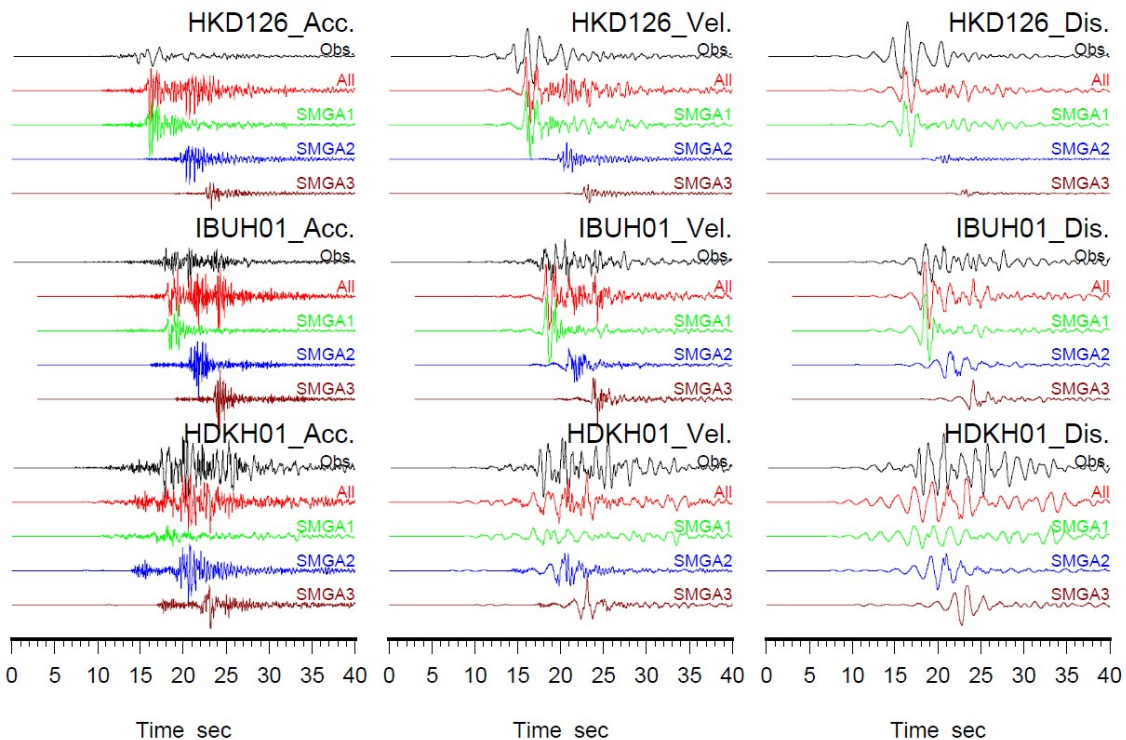 HKD126_Acc.
Obs.
All
SMGA1
SMGA2
SMGA3
HKD126_Vel.
Obs.
All
SMGA1
SMGA2
SMGA3
HKD126_Dis.
Obs.
All
SMGA1
SMGA2
SMGA3
IBUH01_Acc.
Obs.
All
SMGA1
SMGA2
SMGA3
IBUH01_Vel.
Obs.
All
SMGA1
SMGA2
SMGA3
IBUH01_Dis.
Obs.
All
SMGA1
SMGA2
SMGA3
HDKH01_Acc.
Obs.
All
SMGA1
SMGA2
SMGA3
HDKH01_Vel.
Obs.
All
SMGA1
SMGA2
SMGA3
HDKH01_Dis.
Obs.
All
SMGA1
SMGA2
SMGA3
0 5 10 15 20 25 30 35 40
Time sec
0 5 10 15 20 25 30 35 40
Time sec
0 5 10 15 20 25 30 35 40
Time sec